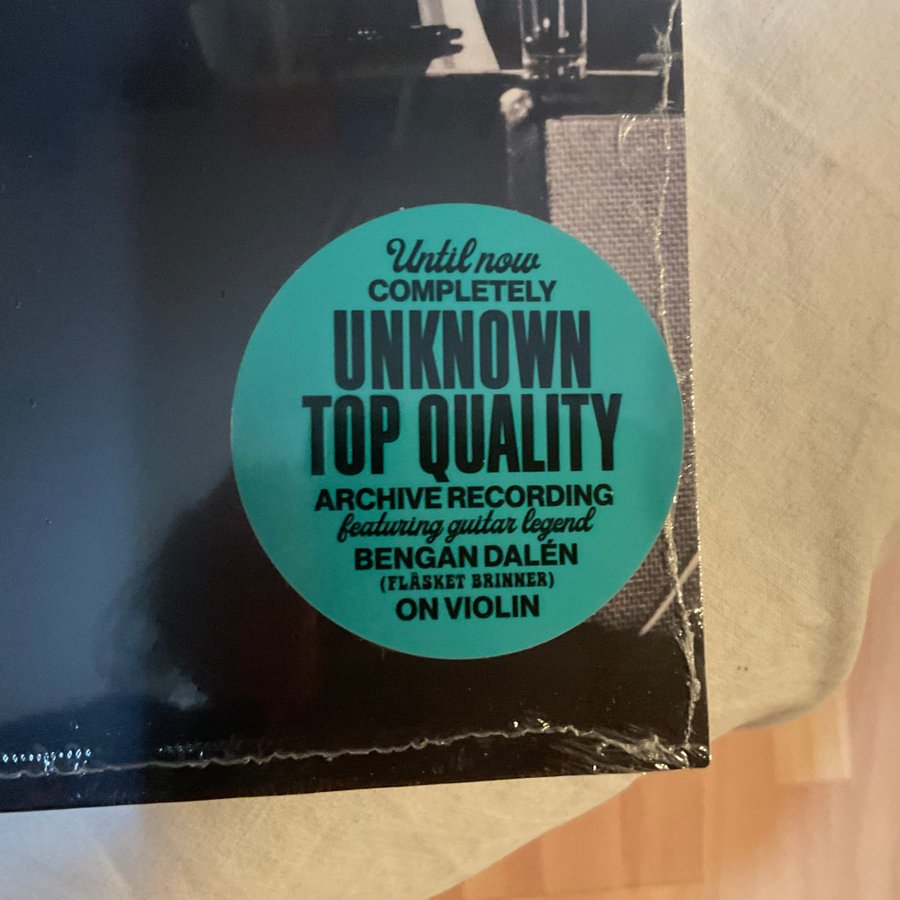 Until now
COMPLETELY
UNKNOWN
TOP QUALITY
ARCHIVE RECORDING
featuring guitar legend
BENGAN DALÉN
(FLÄSKET BRINNER)
ON VIOLIN